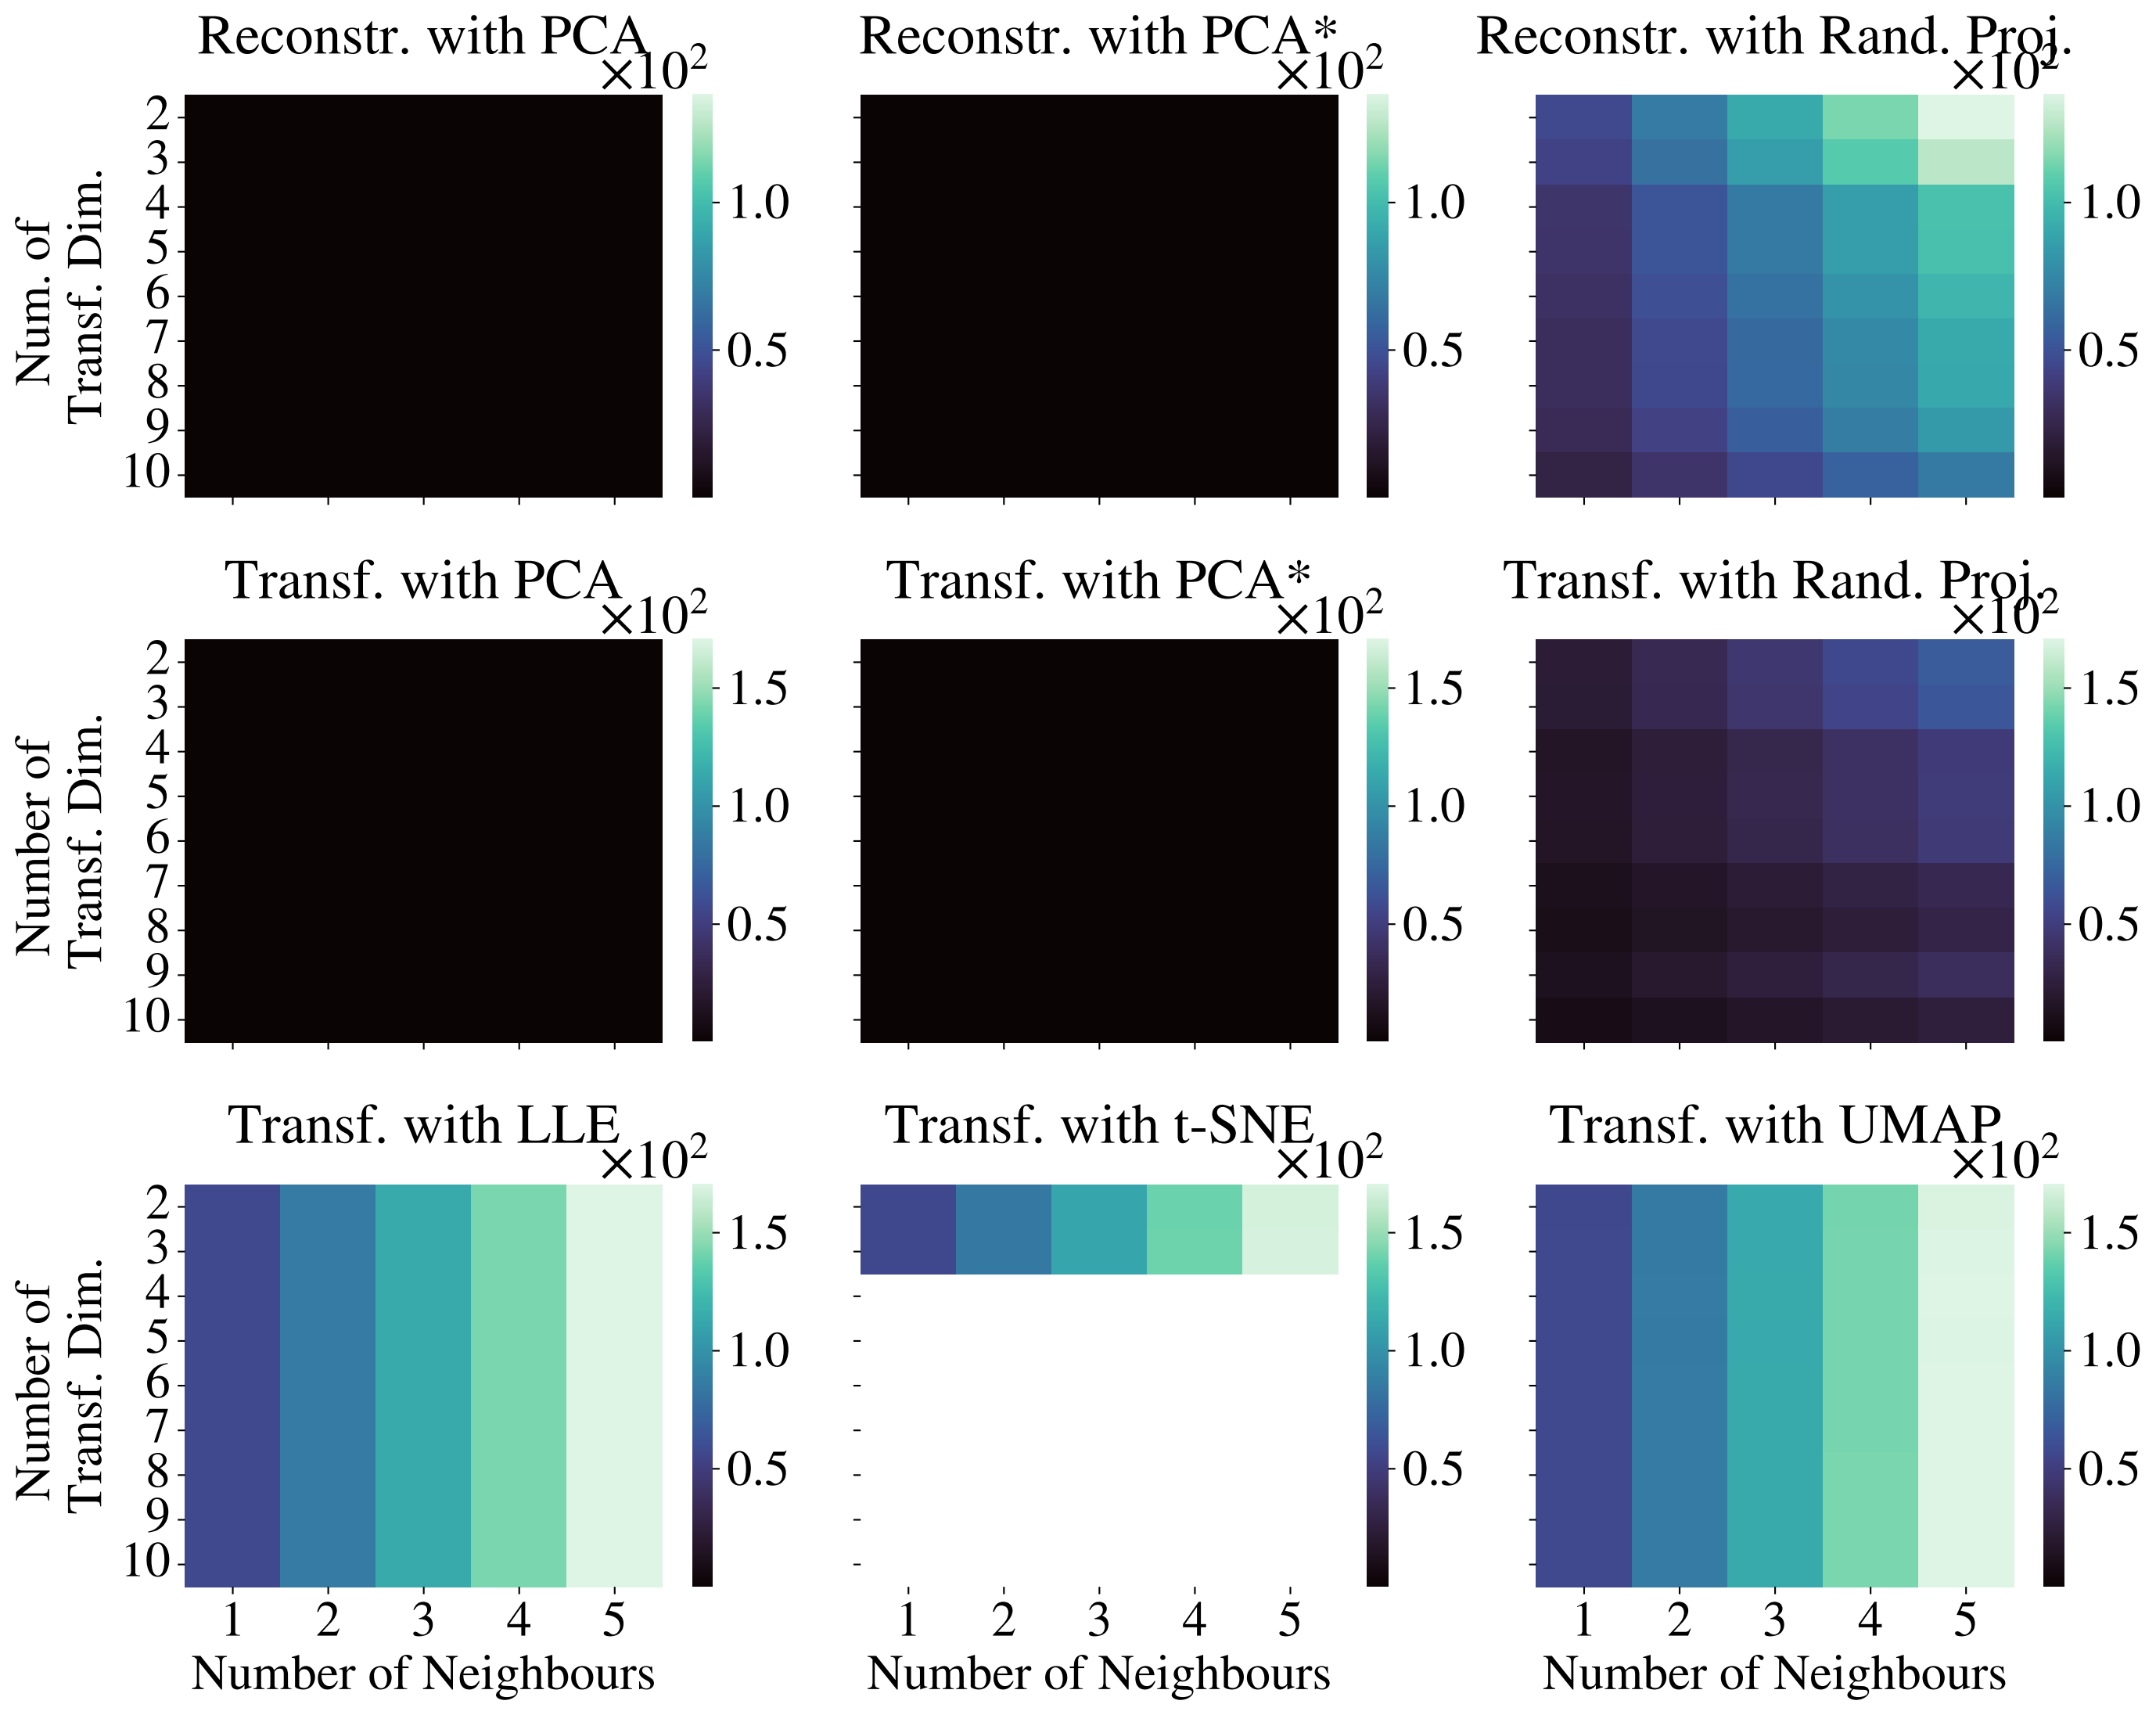 Reconstr. with PCA
×10²
Reconstr. with PCA*
×10²
Reconstr. with Rand. Proj.
×10²
Num. of
Transf. Dim.
2
3
4
5
6
7
8
9
10
1.0
0.5
1.0
0.5
1.0
0.5
Transf. with PCA
×10²
Transf. with PCA*
×10²
Transf. with Rand. Proj.
×10²
Number of
Transf. Dim.
2
3
4
5
6
7
8
9
10
1.5
1.0
0.5
1.5
1.0
0.5
1.5
1.0
0.5
Transf. with LLE
×10²
Transf. with t-SNE
×10²
Transf. with UMAP
×10²
Number of
Transf. Dim.
2
3
4
5
6
7
8
9
10
1.5
1.0
0.5
1.5
1.0
0.5
1.5
1.0
0.5
1 2 3 4 5
Number of Neighbours
1 2 3 4 5
Number of Neighbours
1 2 3 4 5
Number of Neighbours